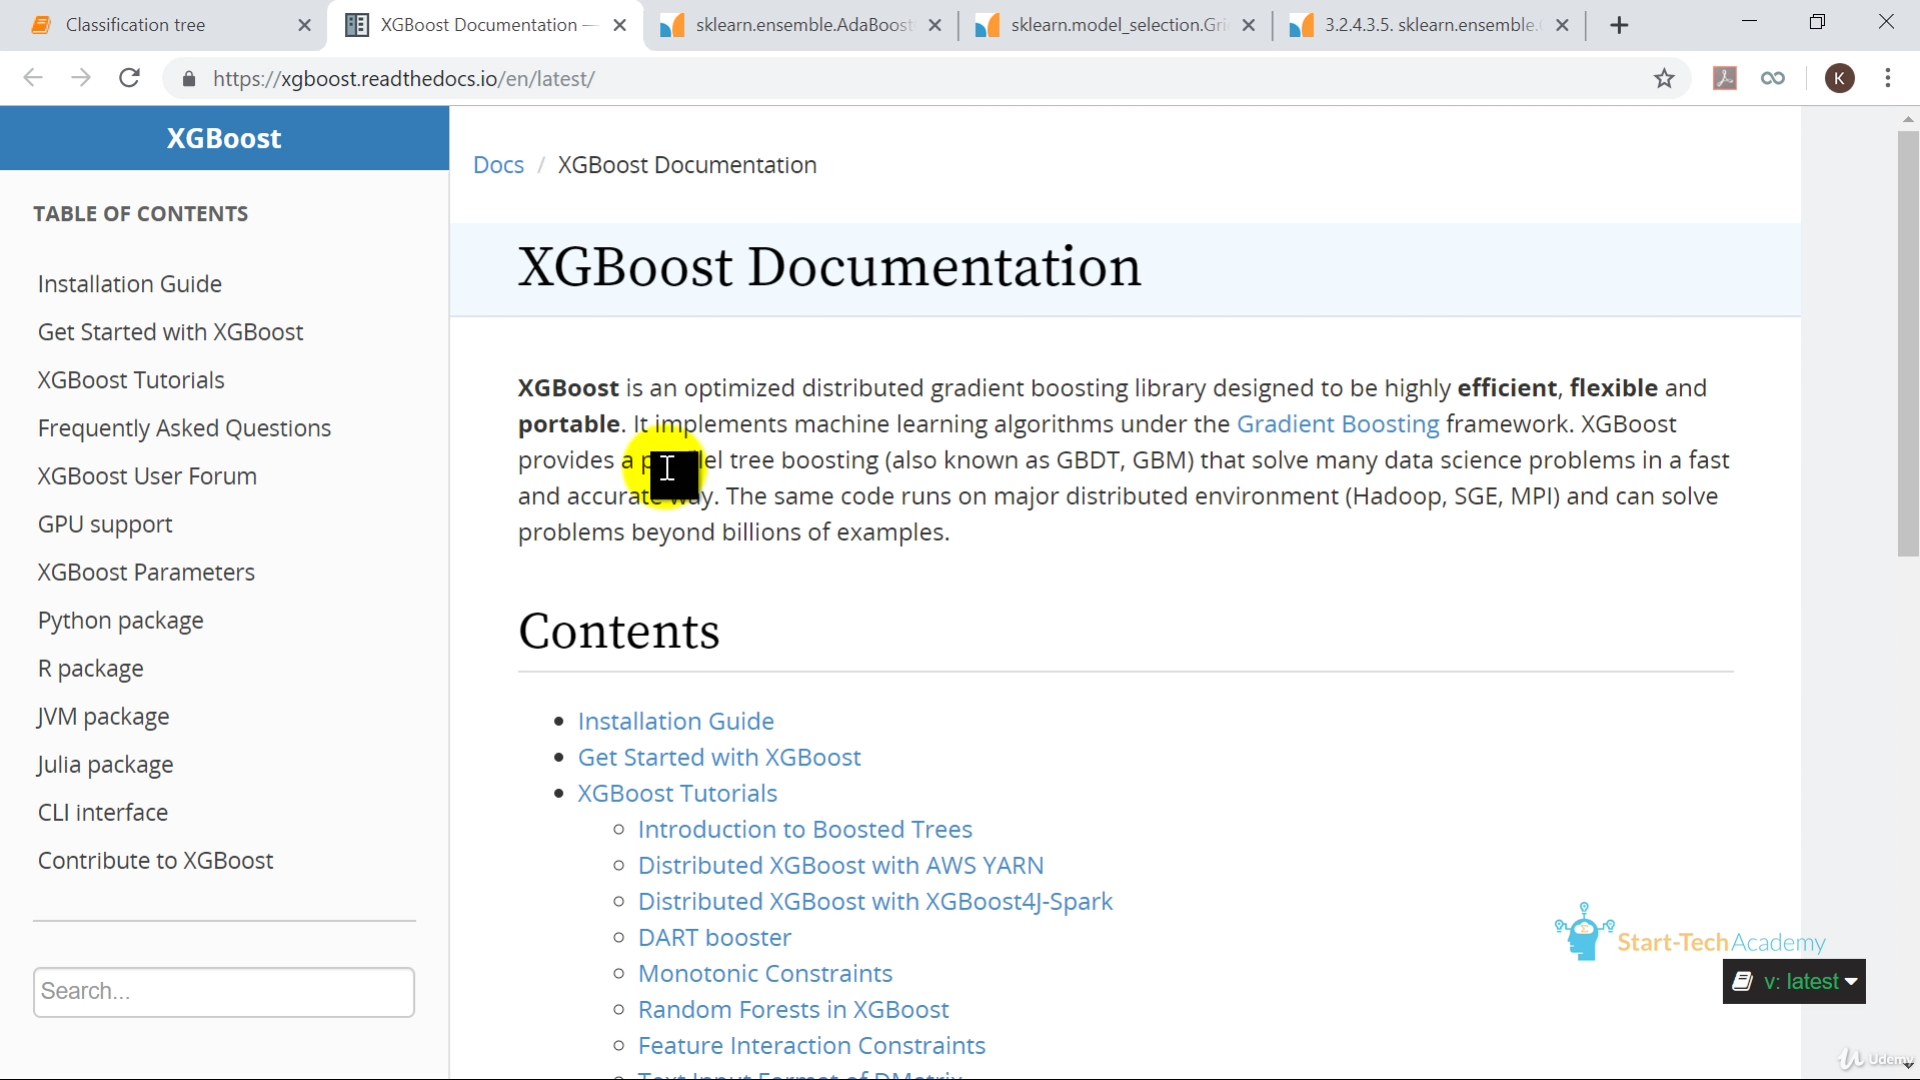 Classification tree
XGBoost Documentation —
sklearn.ensemble.AdaBoost
sklearn.model_selection.Gri
3.2.4.3.5. sklearn.ensemble.
https://xgboost.readthedocs.io/en/latest/
K
XGBoost
TABLE OF CONTENTS
Installation Guide
Get Started with XGBoost
XGBoost Tutorials
Frequently Asked Questions
XGBoost User Forum
GPU support
XGBoost Parameters
Python package
R package
JVM package
Julia package
CLI interface
Contribute to XGBoost
Search...
Docs / XGBoost Documentation
XGBoost Documentation
XGBoost is an optimized distributed gradient boosting library designed to be highly efficient, flexible and
portable. It implements machine learning algorithms under the Gradient Boosting framework. XGBoost
provides a tree boosting (also known as GBDT, GBM) that solve many data science problems in a fast
and accurate way. The same code runs on major distributed environment (Hadoop, SGE, MPI) and can solve
problems beyond billions of examples.
Contents
• Installation Guide
• Get Started with XGBoost
• XGBoost Tutorials
○ Introduction to Boosted Trees
○ Distributed XGBoost with AWS YARN
○ Distributed XGBoost with XGBoost4J-Spark
○ DART booster
○ Monotonic Constraints
○ Random Forests in XGBoost
○ Feature Interaction Constraints
○ Text Input Format of DMatrix
Start-TechAcademy
v: latest
Udemy